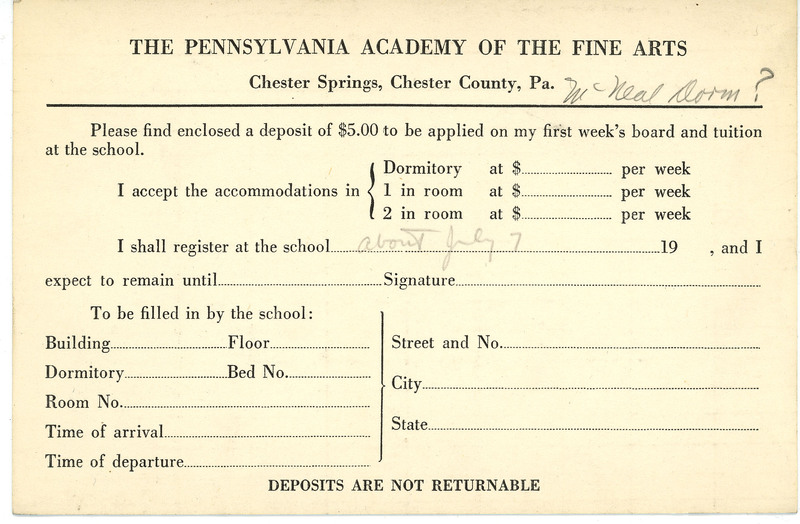 THE PENNSYLVANIA ACADEMY OF THE FINE ARTS
Chester Springs, Chester County, Pa. McNeal Dorm?
Please find enclosed a deposit of $5.00 to be applied on my first week's board and tuition
at the school.
I accept the accommodations in { Dormitory at $ per week
1 in room at $ per week
2 in room at $ per week
I shall register at the school about July 7 19 , and I
expect to remain until Signature
To be filled in by the school:
Building Floor
Dormitory Bed No.
Room No.
Time of arrival
Time of departure
Street and No.
City
State
DEPOSITS ARE NOT RETURNABLE